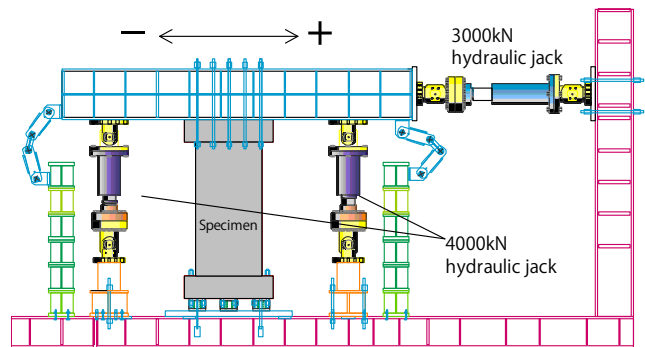 − +
3000kN
hydraulic jack
Specimen
4000kN
hydraulic jack